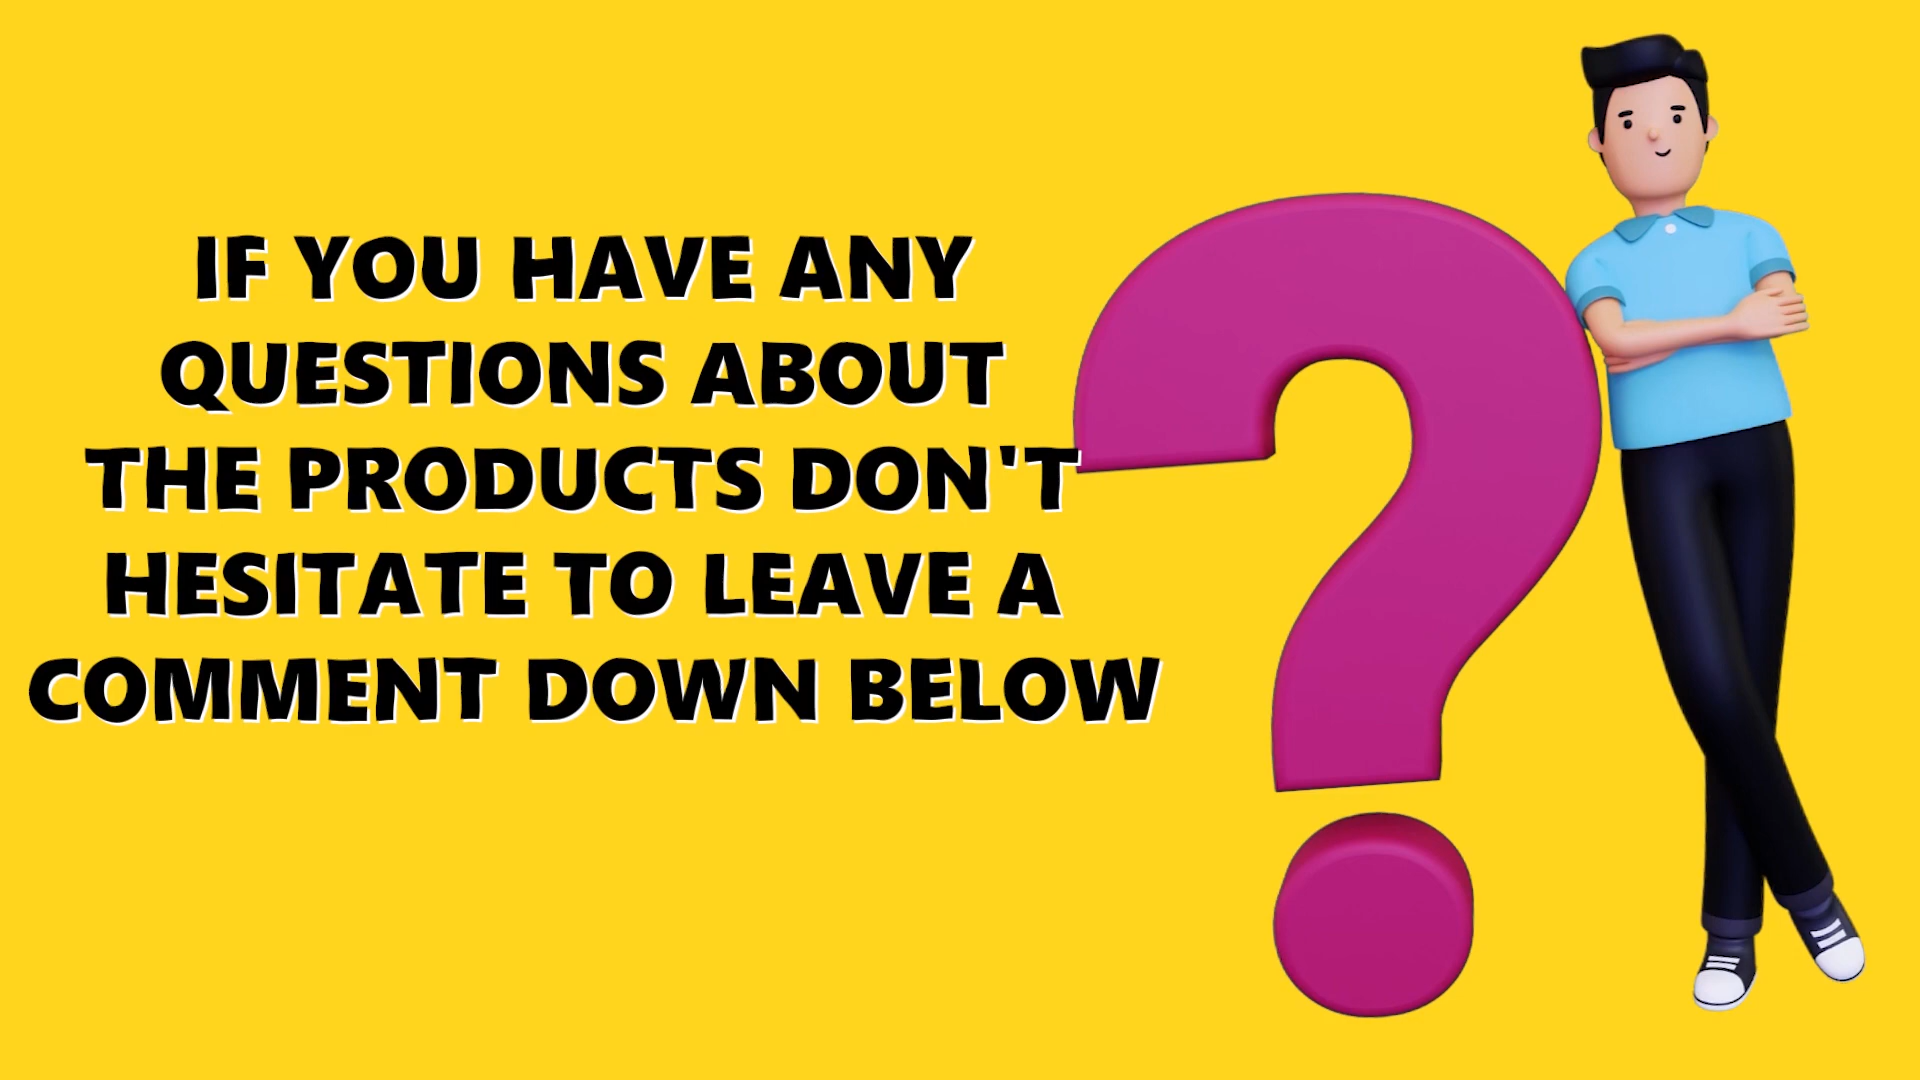 IF YOU HAVE ANY
QUESTIONS ABOUT
THE PRODUCTS DON'T
HESITATE TO LEAVE A
COMMENT DOWN BELOW